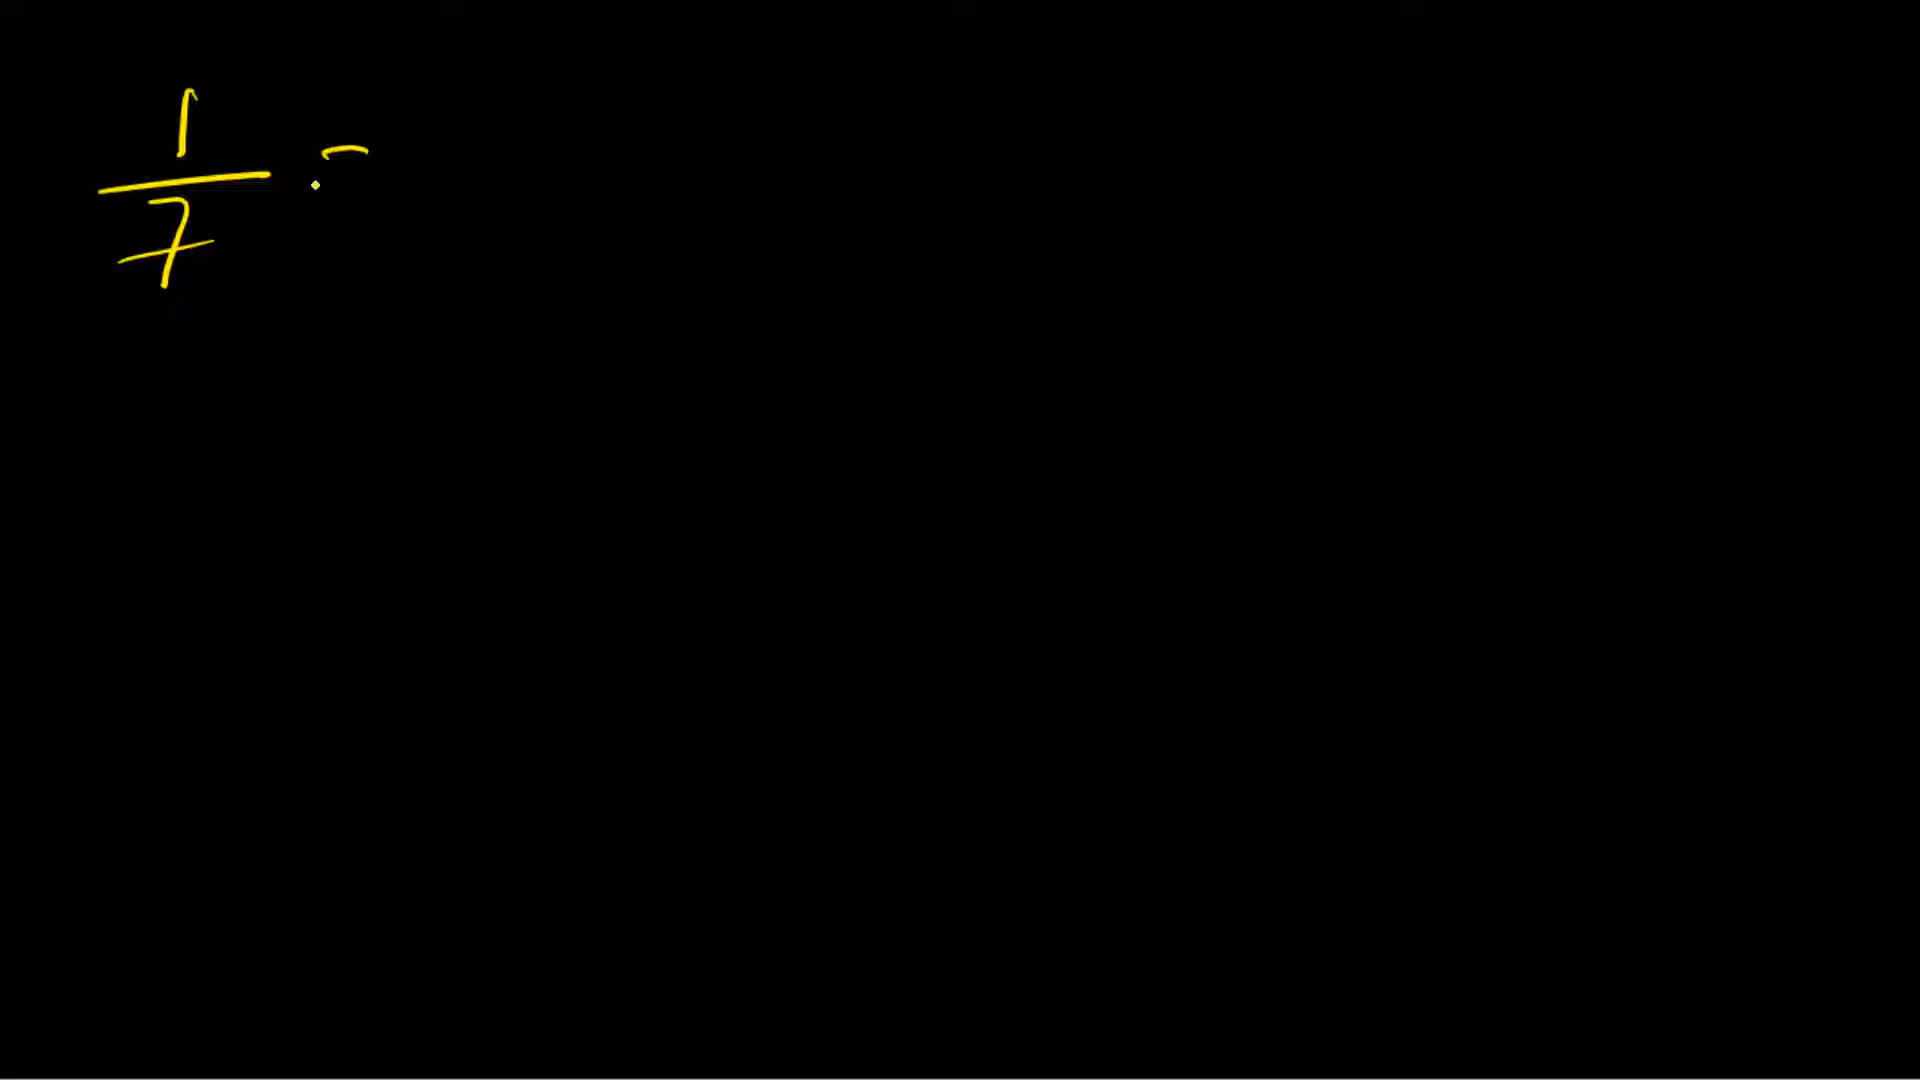 1/7 =